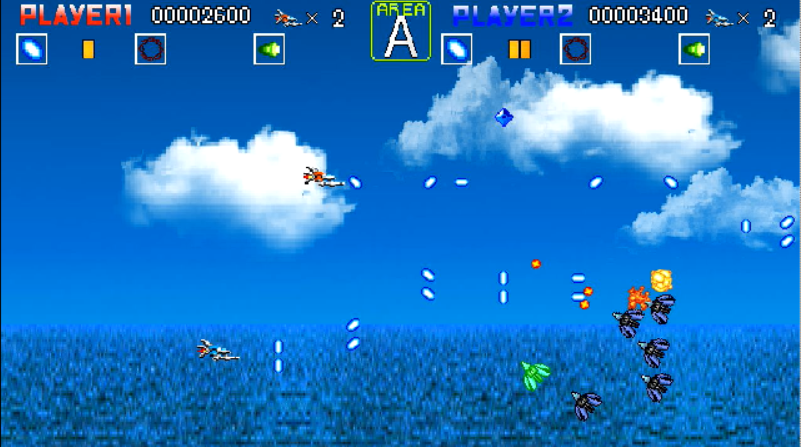 PLAYER1 00002600 × 2
AREA
A
PLAYER2 00003400 × 2